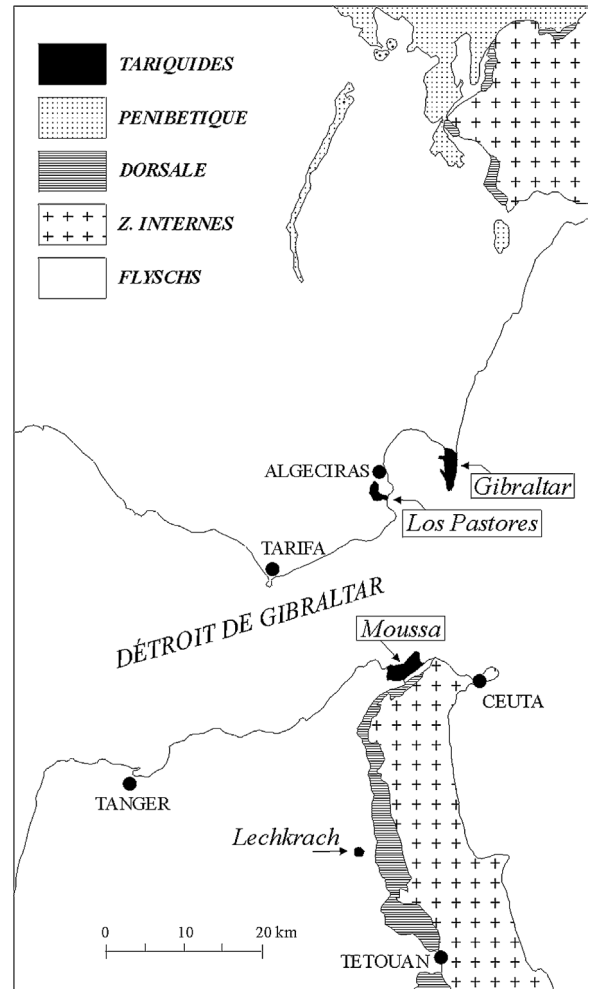 TARIQUIDES
PENIBETIQUE
DORSALE
Z. INTERNES
FLYSCHS
ALGECIRAS
Gibraltar
Los Pastores
TARIFA
DÉTROIT DE GIBRALTAR
Moussa
CEUTA
TANGER
Lechkrach
0 10 20 km
TETOUAN